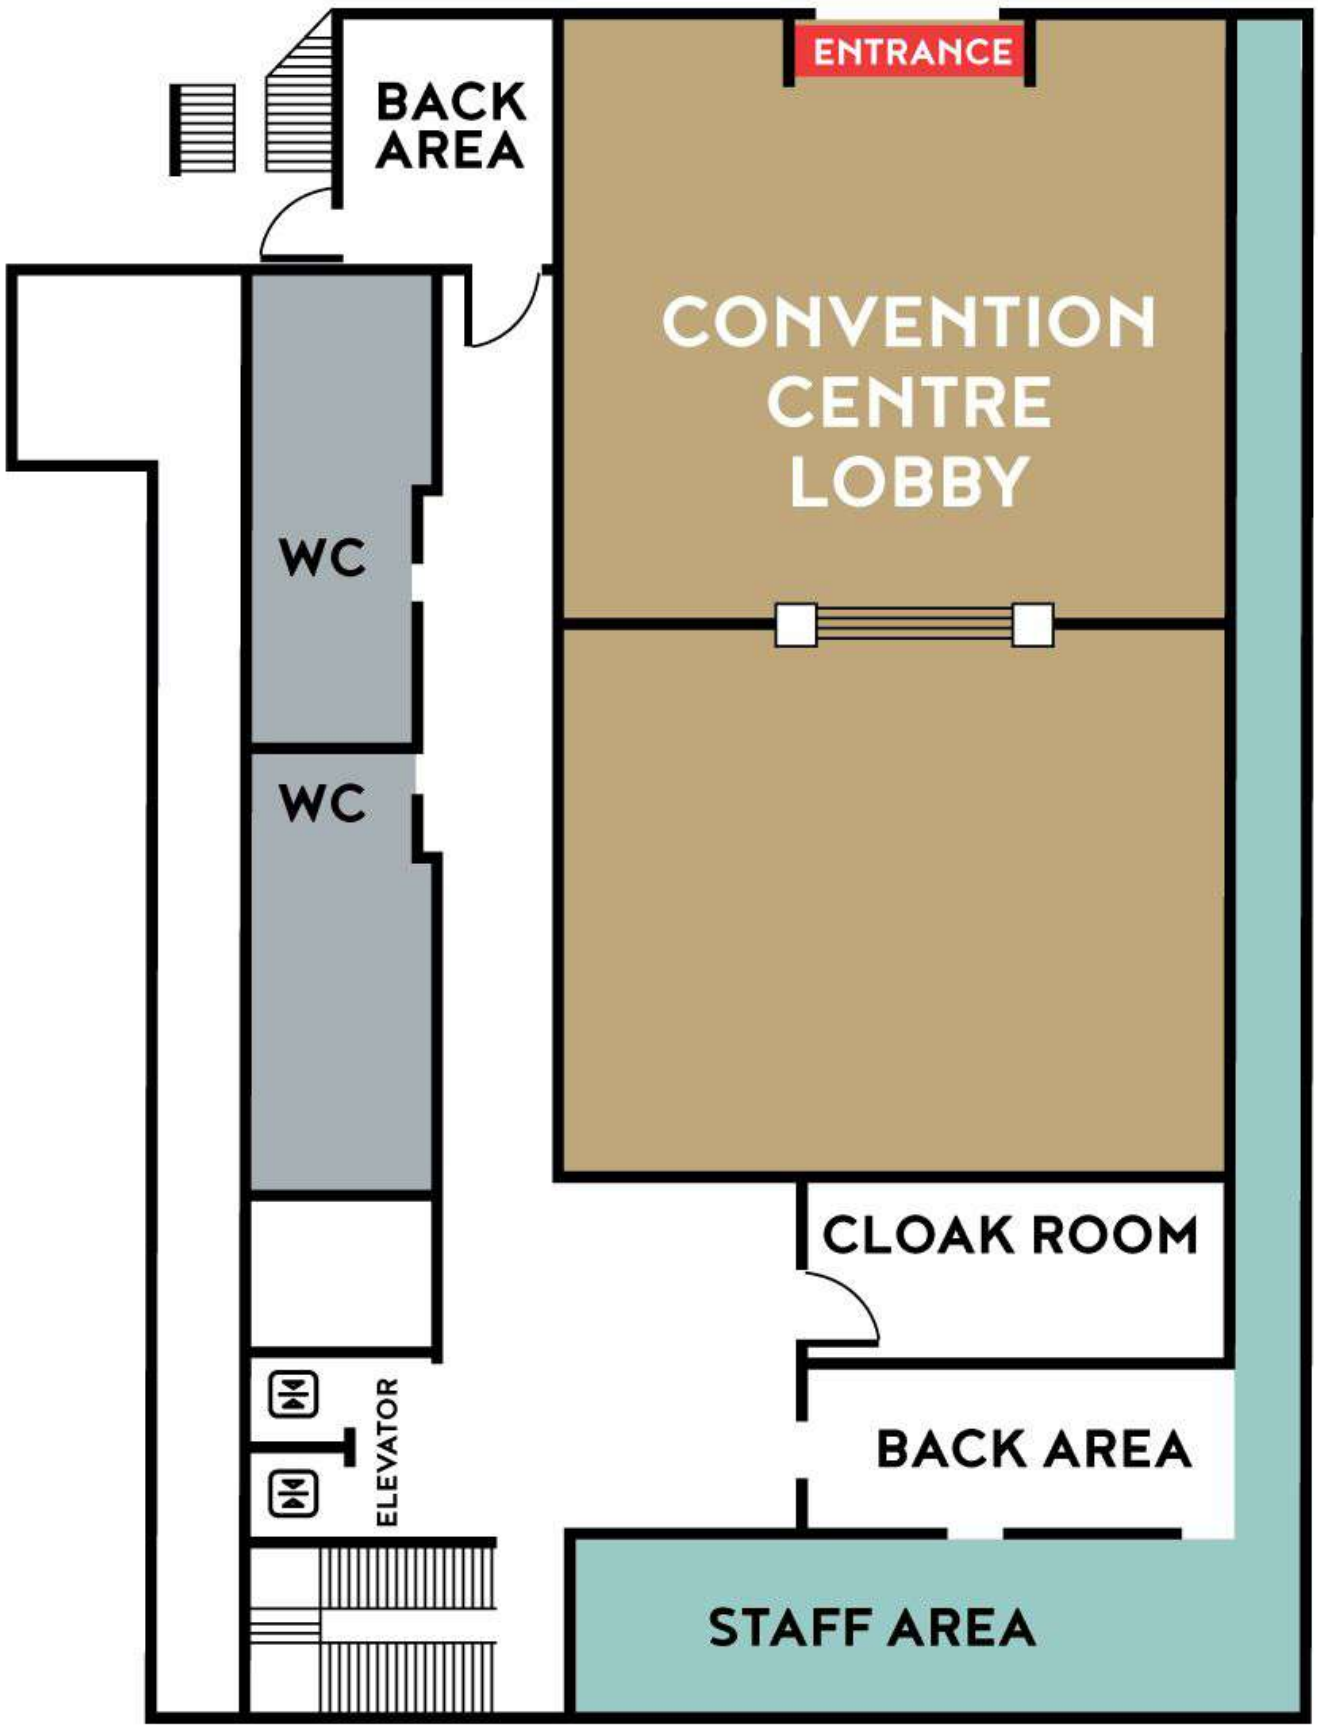 ENTRANCE
BACK
AREA
CONVENTION
CENTRE
LOBBY
WC
WC
CLOAK ROOM
ELEVATOR
BACK AREA
STAFF AREA